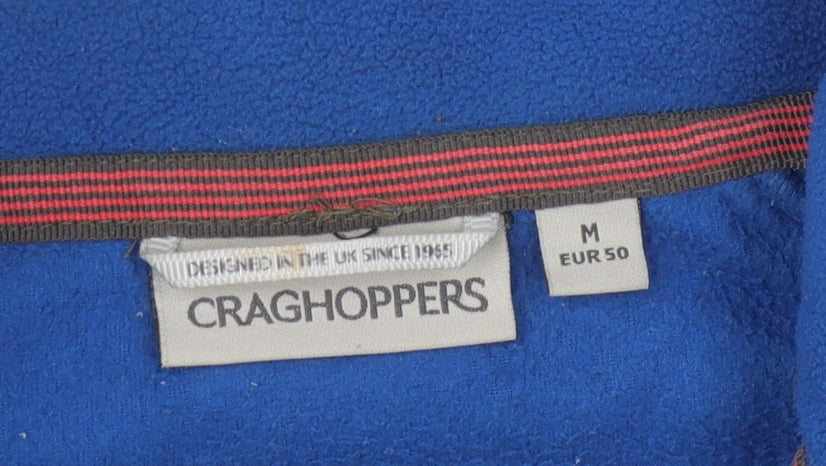 DESIGNED IN THE UK SINCE 1965
CRAGHOPPERS
M
EUR 50